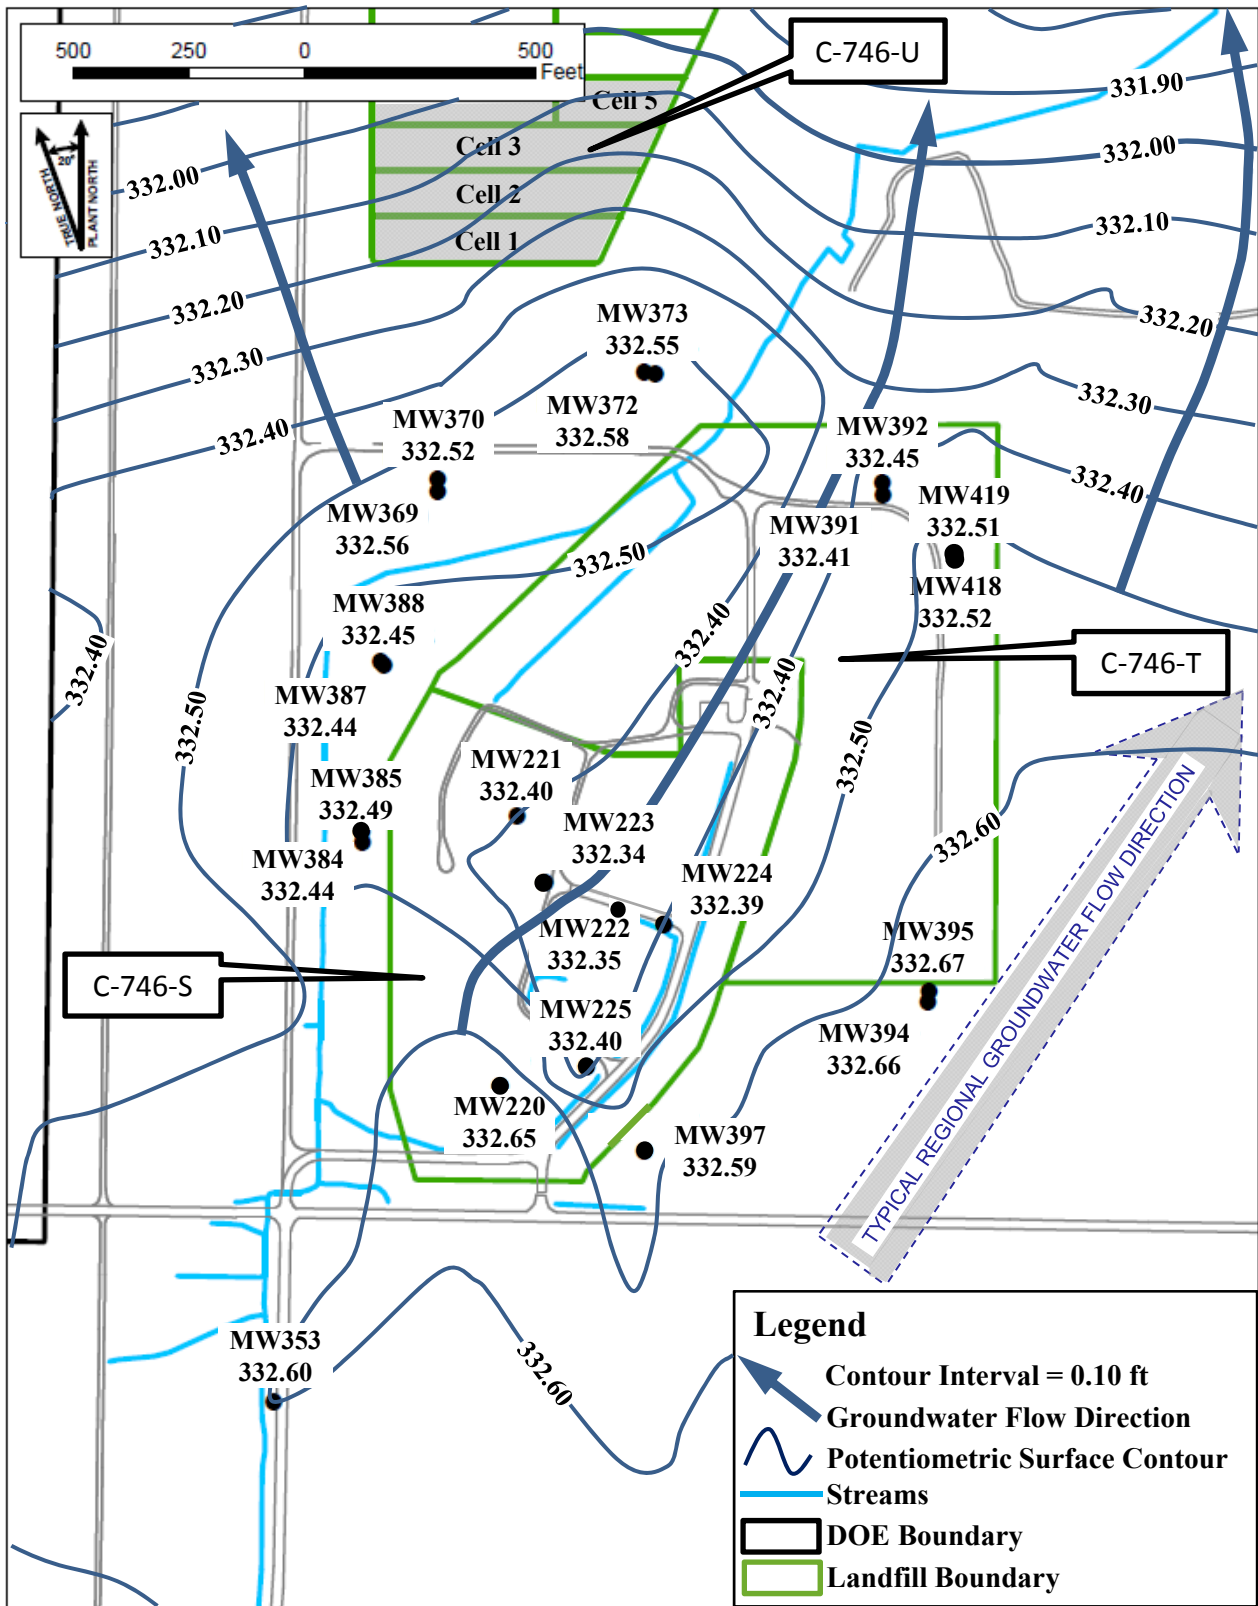 500 250 0 500
Feet
C-746-U
Cell 5
Cell 3
Cell 2
Cell 1
20°
TRUE NORTH
PLANT NORTH
331.90
332.00
332.10
332.20
332.30
332.40
332.00
332.10
332.20
332.30
332.40
MW373
332.55
MW372
332.58
MW370
332.52
MW369
332.56
MW392
332.45
MW391
332.41
MW419
332.51
MW418
332.52
332.50
MW388
332.45
MW387
332.44
332.40
332.50
332.40
332.40
332.50
C-746-T
MW221
332.40
MW385
332.49
MW384
332.44
MW223
332.34
MW224
332.39
MW222
332.35
332.60
MW395
332.67
MW394
332.66
C-746-S
MW225
332.40
MW220
332.65
MW397
332.59
TYPICAL REGIONAL GROUNDWATER FLOW DIRECTION
MW353
332.60
332.60
Legend
Contour Interval = 0.10 ft
Groundwater Flow Direction
Potentiometric Surface Contour
Streams
DOE Boundary
Landfill Boundary